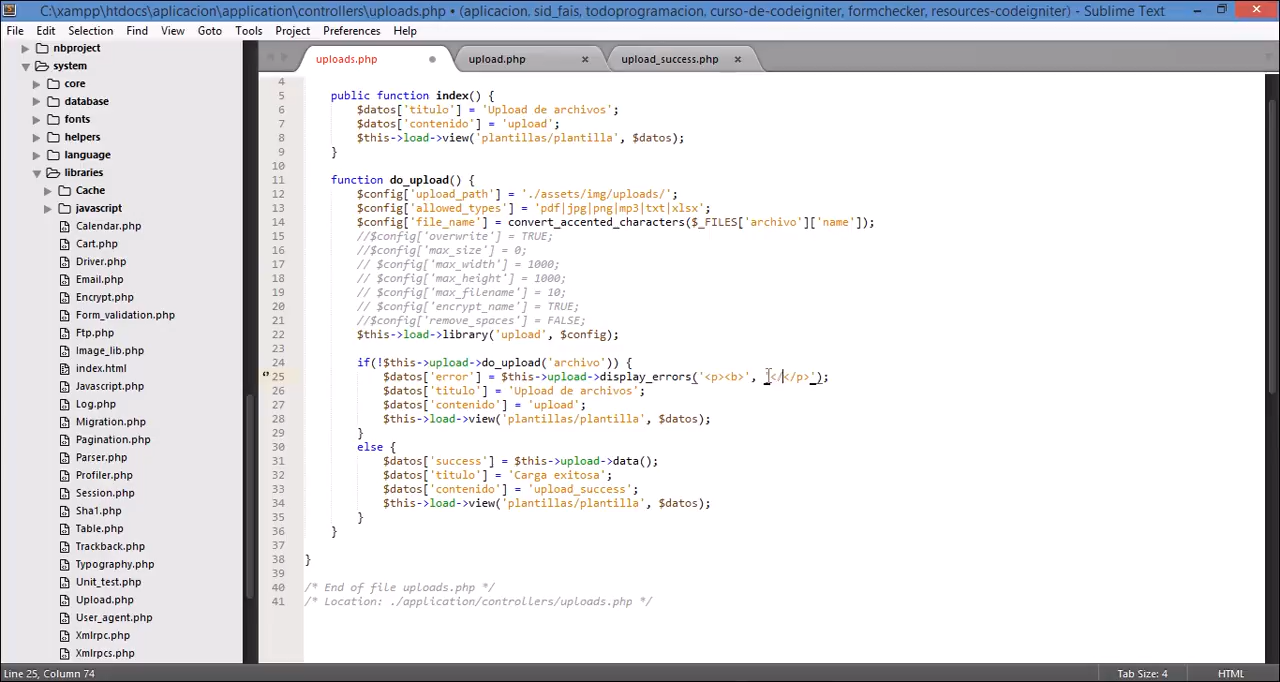 C:\xampp\htdocs\aplicacion\application\controllers\uploads.php • (aplicacion, sid_fais, todoprogramacion, curso-de-codeigniter, formchecker, resources-codeigniter) - Sublime Text
File Edit Selection Find View Goto Tools Project Preferences Help
nbproject
system
core
database
fonts
helpers
language
libraries
Cache
javascript
Calendar.php
Cart.php
Driver.php
Email.php
Encrypt.php
Form_validation.php
Ftp.php
Image_lib.php
index.html
Javascript.php
Log.php
Migration.php
Pagination.php
Parser.php
Profiler.php
Session.php
Sha1.php
Table.php
Trackback.php
Typography.php
Unit_test.php
Upload.php
User_agent.php
Xmlrpc.php
Xmlrpcs.php
uploads.php upload.php upload_success.php
4
5 public function index() {
6 $datos['titulo'] = 'Upload de archivos';
7 $datos['contenido'] = 'upload';
8 $this->load->view('plantillas/plantilla', $datos);
9 }
10
11 function do_upload() {
12 $config['upload_path'] = './assets/img/uploads/';
13 $config['allowed_types'] = 'pdf|jpg|png|mp3|txt|xlsx';
14 $config['file_name'] = convert_accented_characters($_FILES['archivo']['name']);
15 //$config['overwrite'] = TRUE;
16 //$config['max_size'] = 0;
17 // $config['max_width'] = 1000;
18 // $config['max_height'] = 1000;
19 // $config['max_filename'] = 10;
20 // $config['encrypt_name'] = TRUE;
21 //$config['remove_spaces'] = FALSE;
22 $this->load->library('upload', $config);
23
24 if(!$this->upload->do_upload('archivo')) {
25 $datos['error'] = $this->upload->display_errors('<p><b>', '</</p>');
26 $datos['titulo'] = 'Upload de archivos';
27 $datos['contenido'] = 'upload';
28 $this->load->view('plantillas/plantilla', $datos);
29 }
30 else {
31 $datos['success'] = $this->upload->data();
32 $datos['titulo'] = 'Carga exitosa';
33 $datos['contenido'] = 'upload_success';
34 $this->load->view('plantillas/plantilla', $datos);
35 }
36 }
37
38 }
39
40 /* End of file uploads.php */
41 /* Location: ./application/controllers/uploads.php */
Line 25, Column 74 Tab Size: 4 HTML